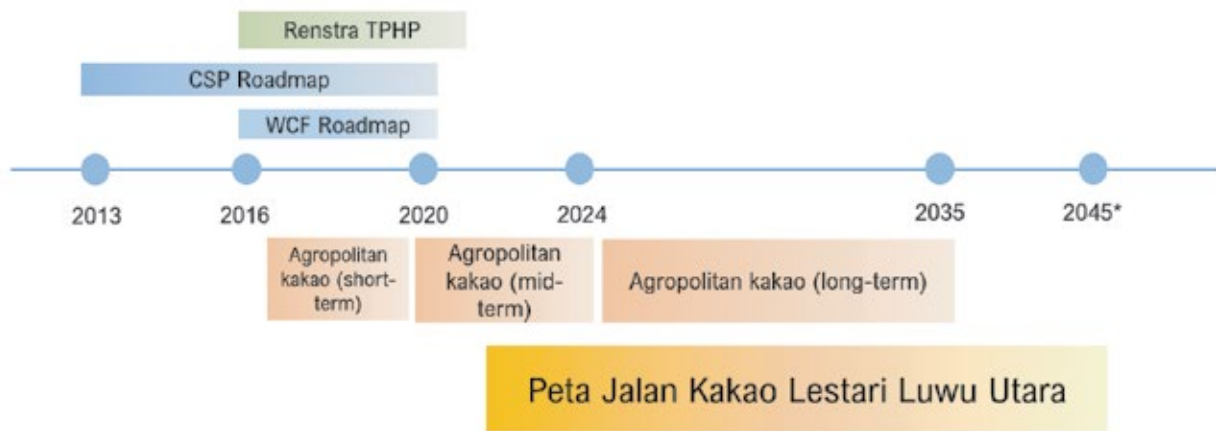 Renstra TPHP
CSP Roadmap
WCF Roadmap
2013 2016 2020 2024 2035 2045*
Agropolitan
kakao (short-
term)
Agropolitan
kakao (mid-
term)
Agropolitan kakao (long-term)
Peta Jalan Kakao Lestari Luwu Utara